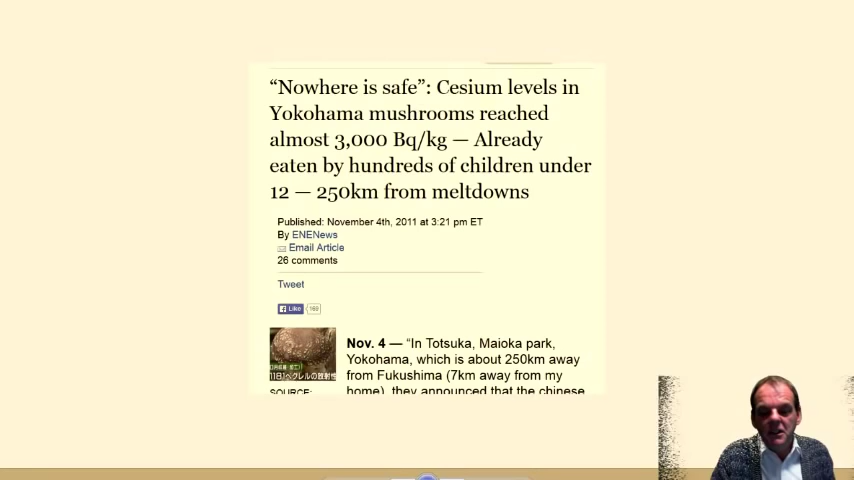 “Nowhere is safe”: Cesium levels in
Yokohama mushrooms reached
almost 3,000 Bq/kg — Already
eaten by hundreds of children under
12 — 250km from meltdowns
Published: November 4th, 2011 at 3:21 pm ET
By ENENews
Email Article
26 comments
Tweet
Like 169
Nov. 4 — “In Totsuka, Maioka park,
Yokohama, which is about 250km away
from Fukushima (7km away from my
home), they announced that the chinese
SOURCE: